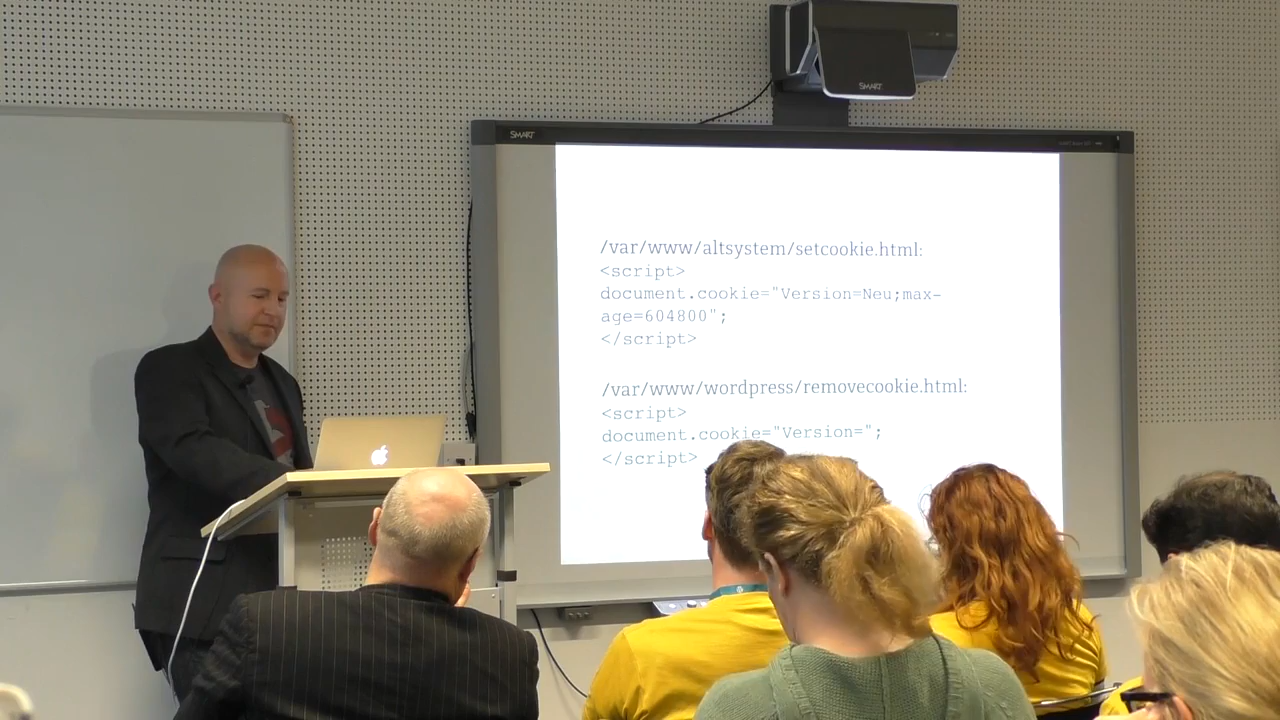 SMART
SMART
/var/www/altsystem/setcookie.html:
<script>
document.cookie="Version=Neu;max-
age=604800";
</script>
/var/www/wordpress/removecookie.html:
<script>
document.cookie="Version=";
</script>